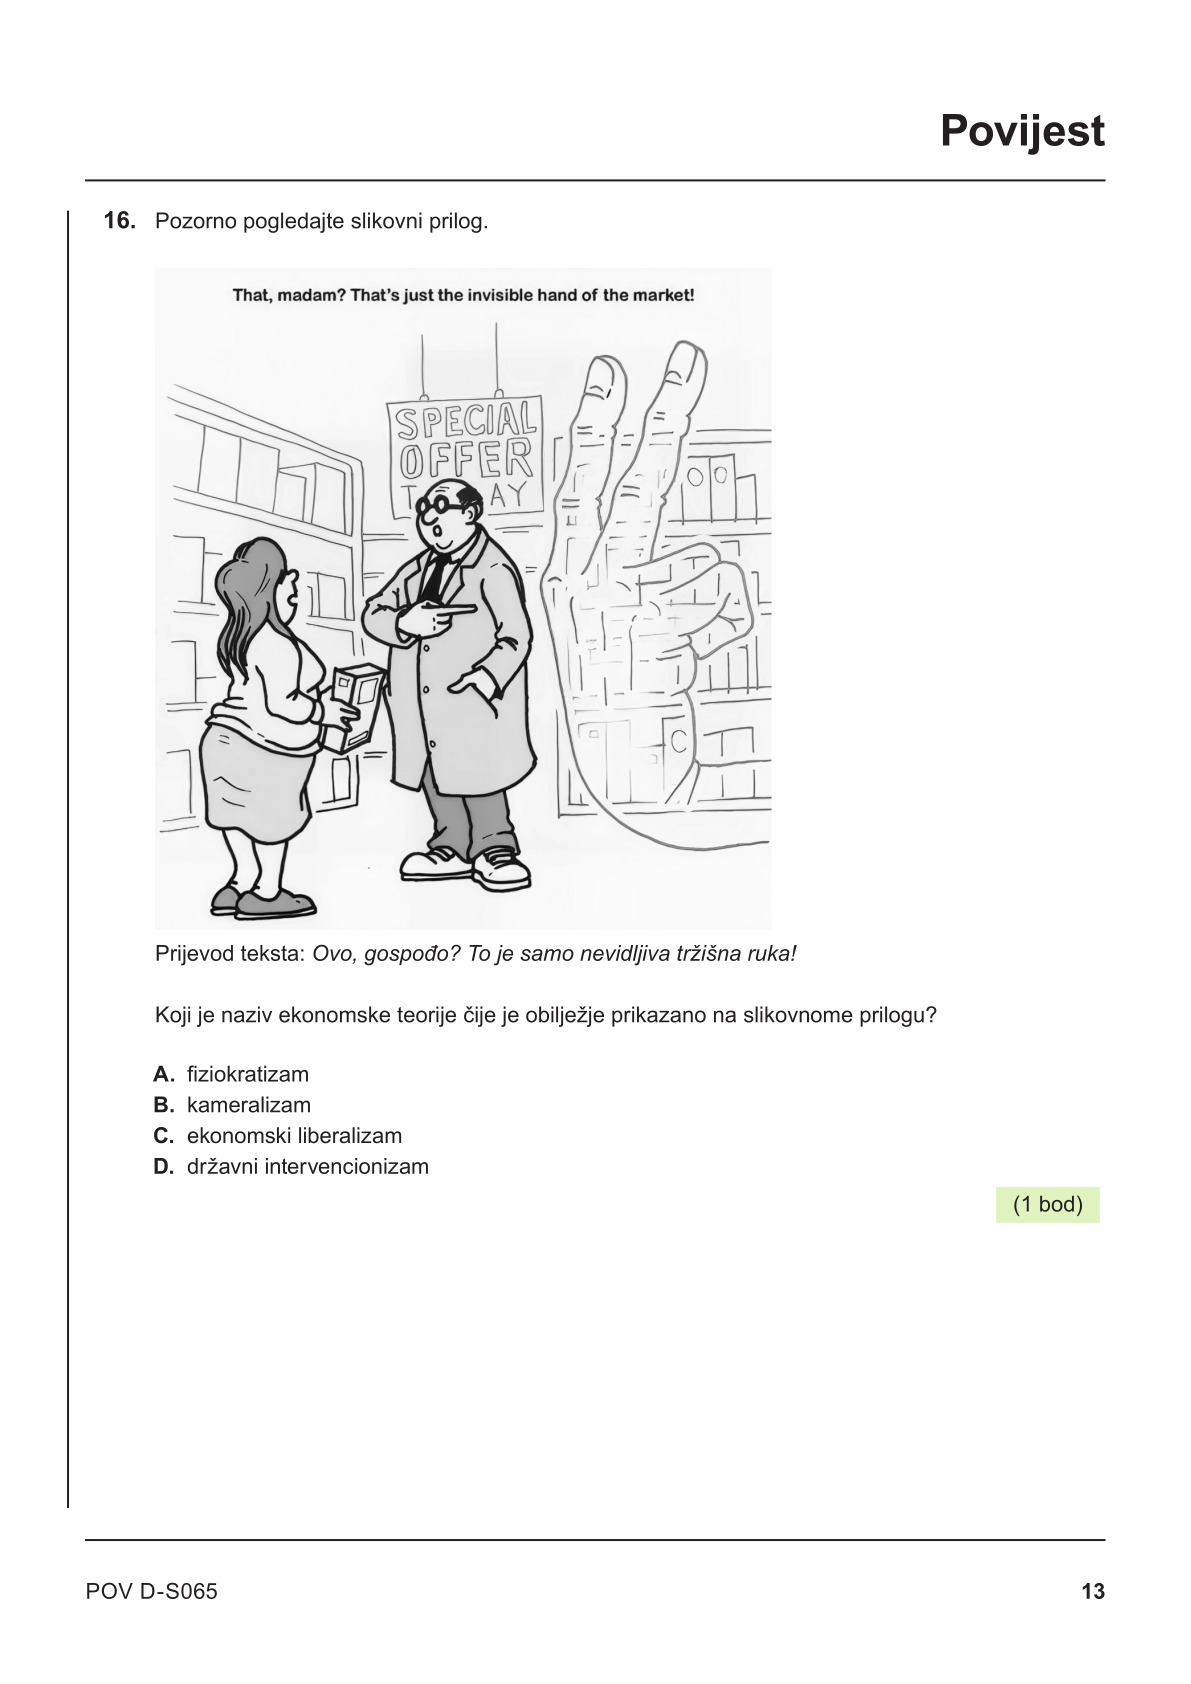 Povijest
16. Pozorno pogledajte slikovni prilog.
That, madam? That's just the invisible hand of the market!
SPECIAL
OFFER
T AY
C
Prijevod teksta: Ovo, gospođo? To je samo nevidljiva tržišna ruka!
Koji je naziv ekonomske teorije čije je obilježje prikazano na slikovnome prilogu?
A. fiziokratizam
B. kameralizam
C. ekonomski liberalizam
D. državni intervencionizam
(1 bod)
POV D-S065
13